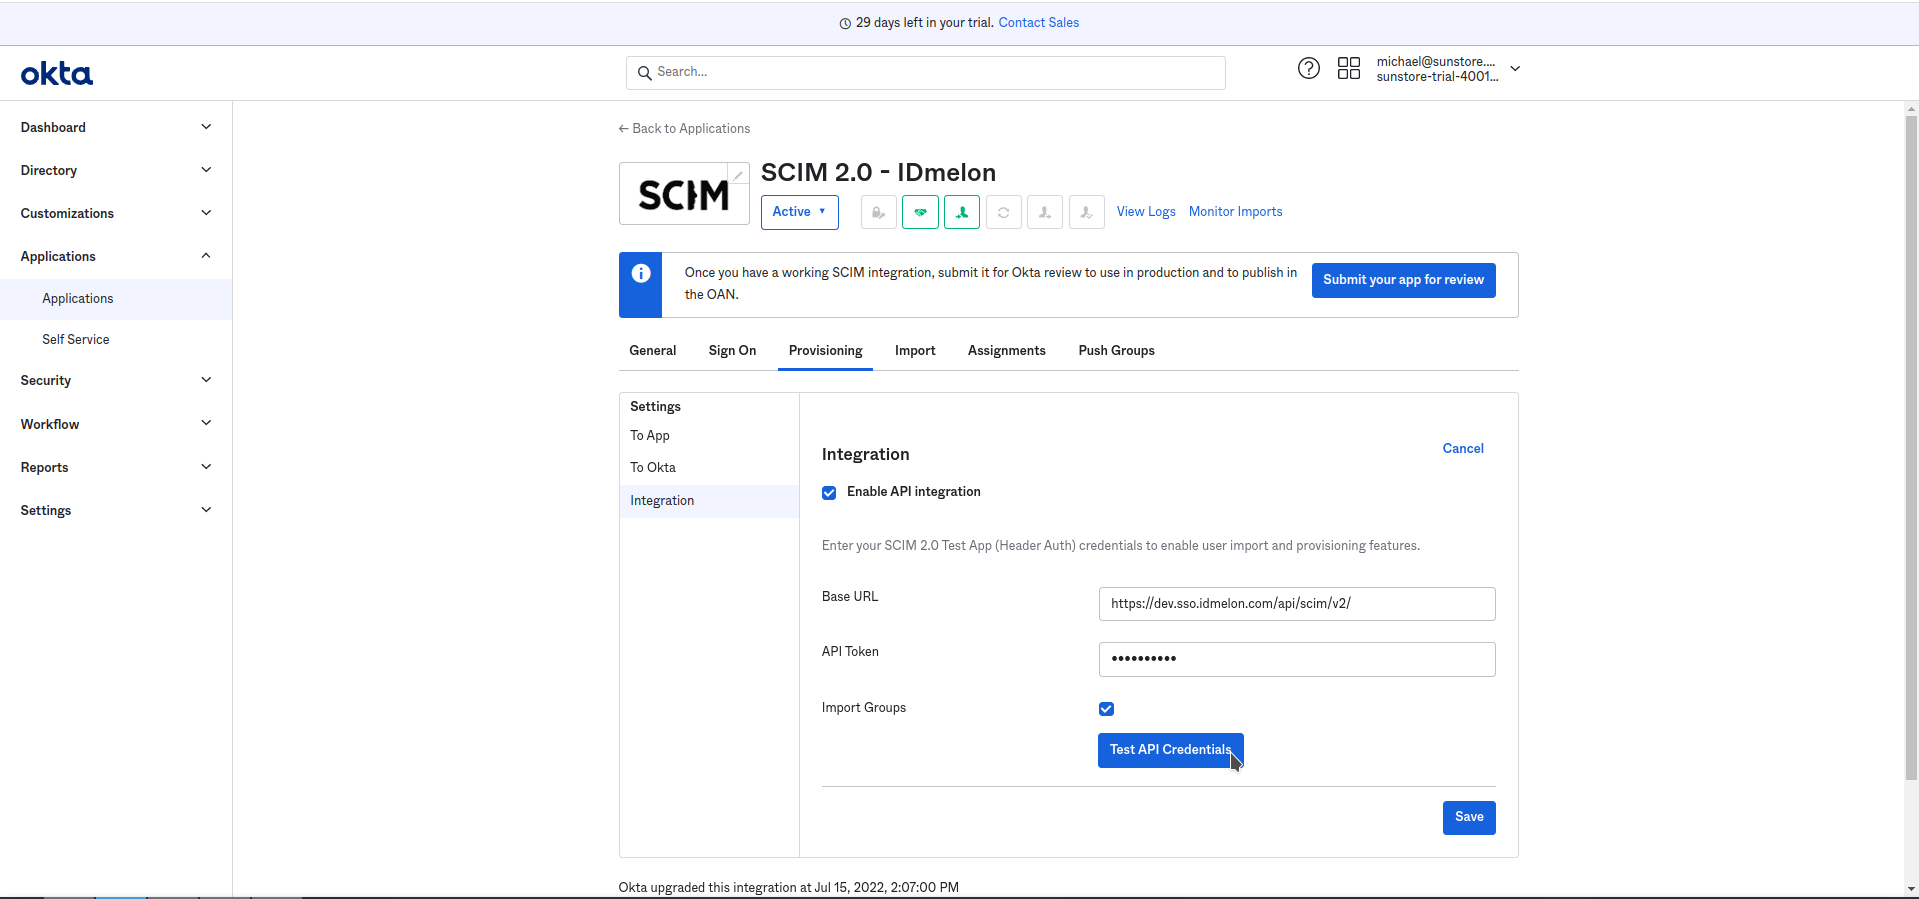 29 days left in your trial. Contact Sales
okta
Search...
michael@sunstore....
sunstore-trial-4001...
Dashboard
Directory
Customizations
Applications
Applications
Self Service
Security
Workflow
Reports
Settings
← Back to Applications
SCIM
SCIM 2.0 - IDmelon
Active
View Logs
Monitor Imports
Once you have a working SCIM integration, submit it for Okta review to use in production and to publish in
the OAN.
Submit your app for review
General
Sign On
Provisioning
Import
Assignments
Push Groups
Settings
To App
To Okta
Integration
Integration
Cancel
Enable API integration
Enter your SCIM 2.0 Test App (Header Auth) credentials to enable user import and provisioning features.
Base URL
https://dev.sso.idmelon.com/api/scim/v2/
API Token
••••••••••
Import Groups
Test API Credentials
Save
Okta upgraded this integration at Jul 15, 2022, 2:07:00 PM